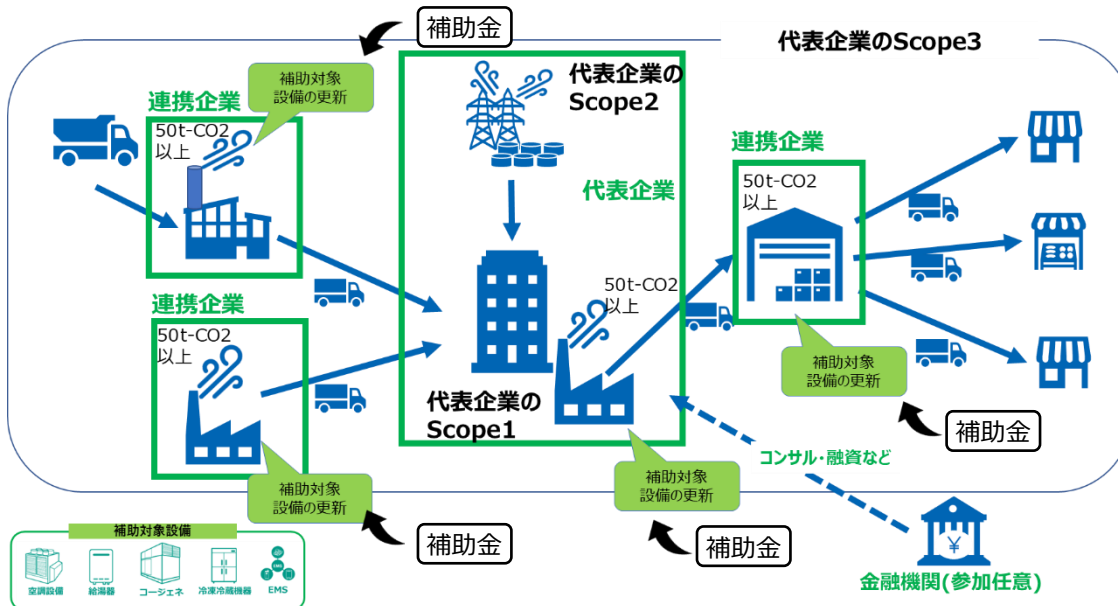 補助金
代表企業のScope3
補助対象
設備の更新
連携企業
50t-CO2
以上
代表企業の
Scope2
代表企業
連携企業
50t-CO2
以上
連携企業
50t-CO2
以上
50t-CO2
以上
代表企業の
Scope1
補助対象
設備の更新
補助金
補助対象
設備の更新
補助金
補助対象
設備の更新
補助金
コンサル・融資など
¥
金融機関(参加任意)
補助対象設備
空調設備
給湯器
コージェネ
冷凍冷蔵機器
EMS